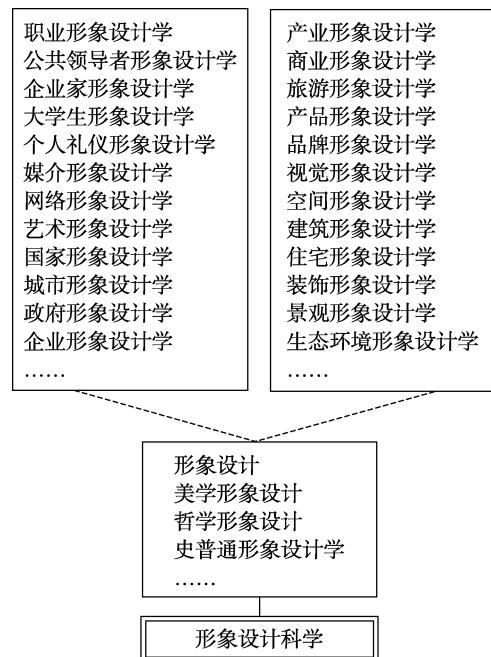 职业形象设计学
公共领导者形象设计学
企业家形象设计学
大学生形象设计学
个人礼仪形象设计学
媒介形象设计学
网络形象设计学
艺术形象设计学
国家形象设计学
城市形象设计学
政府形象设计学
企业形象设计学
……
产业形象设计学
商业形象设计学
旅游形象设计学
产品形象设计学
品牌形象设计学
视觉形象设计学
空间形象设计学
建筑形象设计学
住宅形象设计学
装饰形象设计学
景观形象设计学
生态环境形象设计学
……
形象设计
美学形象设计
哲学形象设计
史普通形象设计学
……
形象设计科学